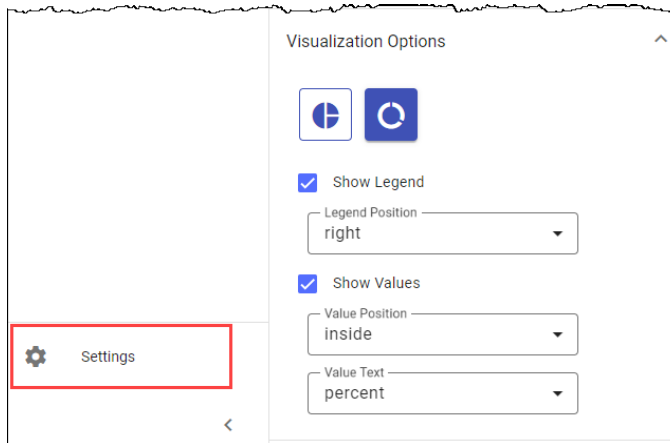 Visualization Options
Show Legend
Legend Position
right
Show Values
Value Position
inside
Value Text
percent
Settings